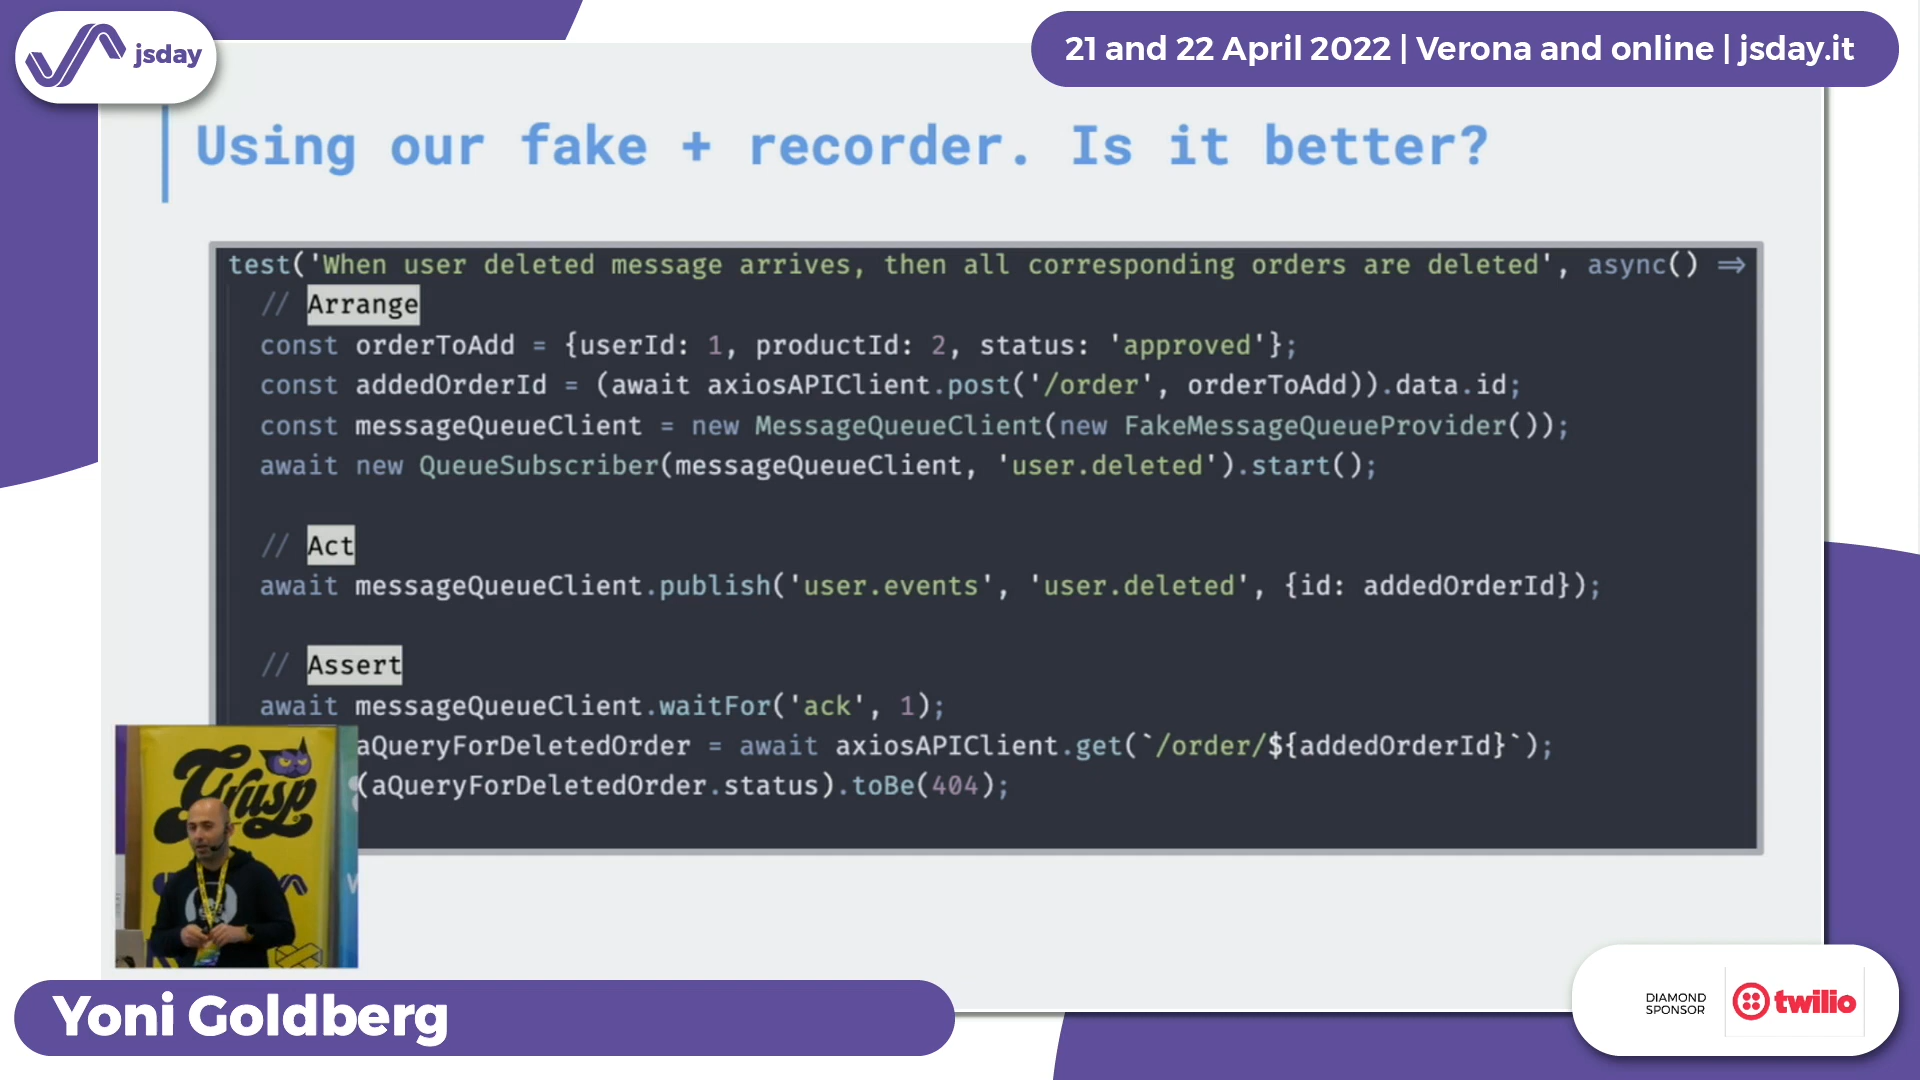 jsday
21 and 22 April 2022 | Verona and online | jsday.it
Using our fake + recorder. Is it better?
test('When user deleted message arrives, then all corresponding orders are deleted', async() =>
// Arrange
const orderToAdd = {userId: 1, productId: 2, status: 'approved'};
const addedOrderId = (await axiosAPIClient.post('/order', orderToAdd)).data.id;
const messageQueueClient = new MessageQueueClient(new FakeMessageQueueProvider());
await new QueueSubscriber(messageQueueClient, 'user.deleted').start();
// Act
await messageQueueClient.publish('user.events', 'user.deleted', {id: addedOrderId});
// Assert
await messageQueueClient.waitFor('ack', 1);
aQueryForDeletedOrder = await axiosAPIClient.get(`/order/${addedOrderId}`);
(aQueryForDeletedOrder.status).toBe(404);
Grusp
Yoni Goldberg
DIAMOND
SPONSOR
twilio